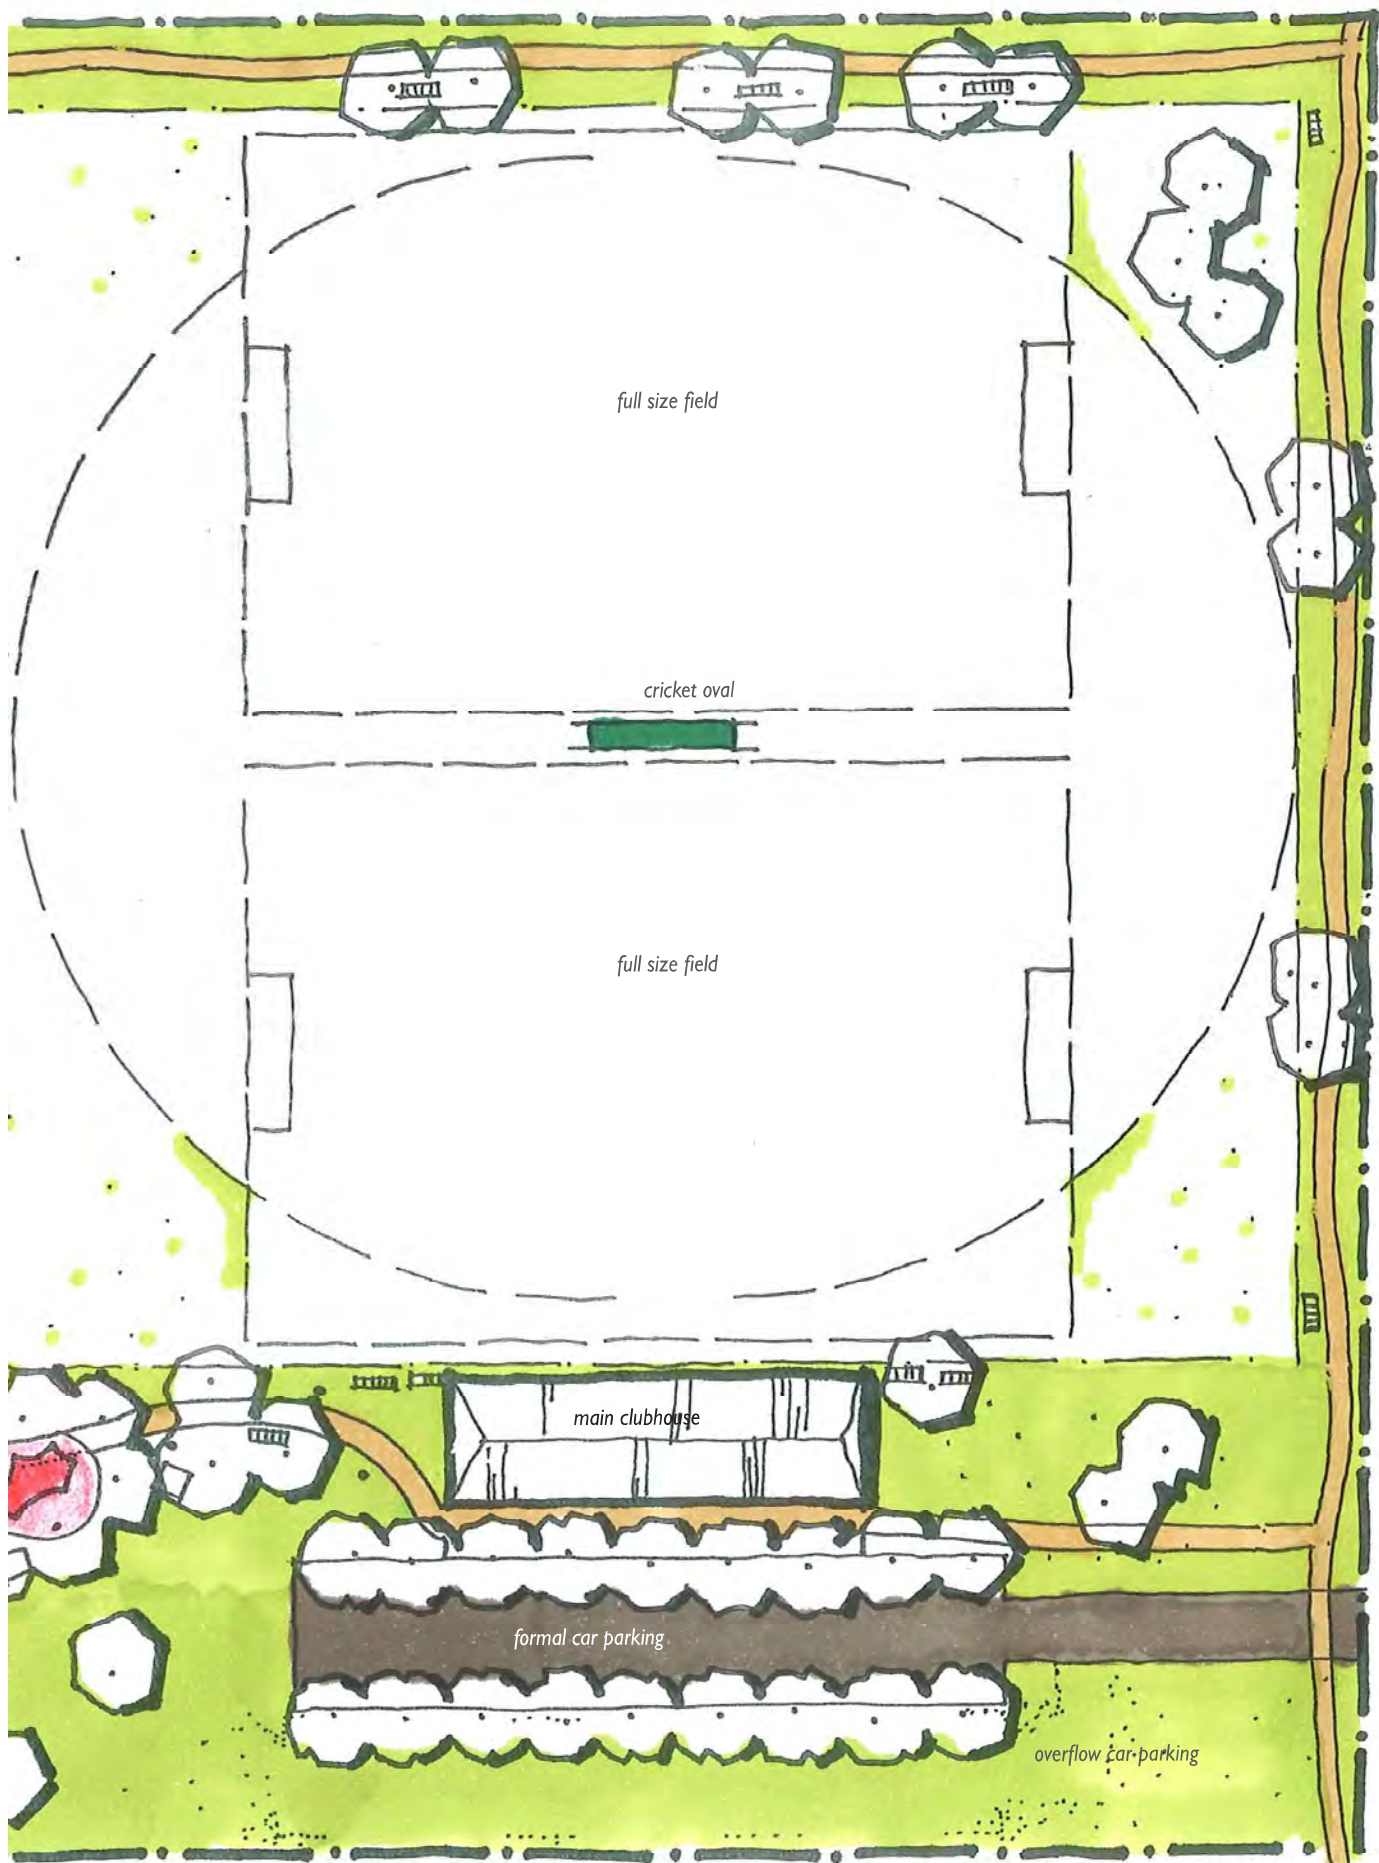 full size field
cricket oval
full size field
main clubhouse
formal car parking
overflow car parking